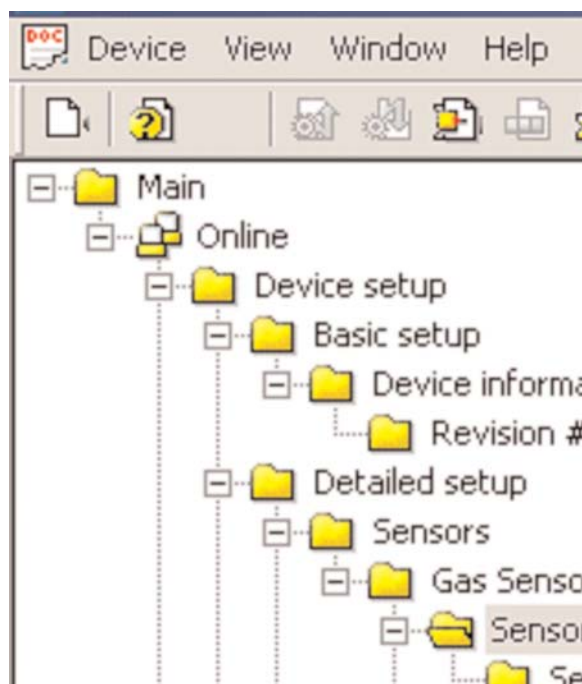 DOC Device View Window Help
Main
Online
Device setup
Basic setup
Device informa
Revision #
Detailed setup
Sensors
Gas Senso
Sensor
Se